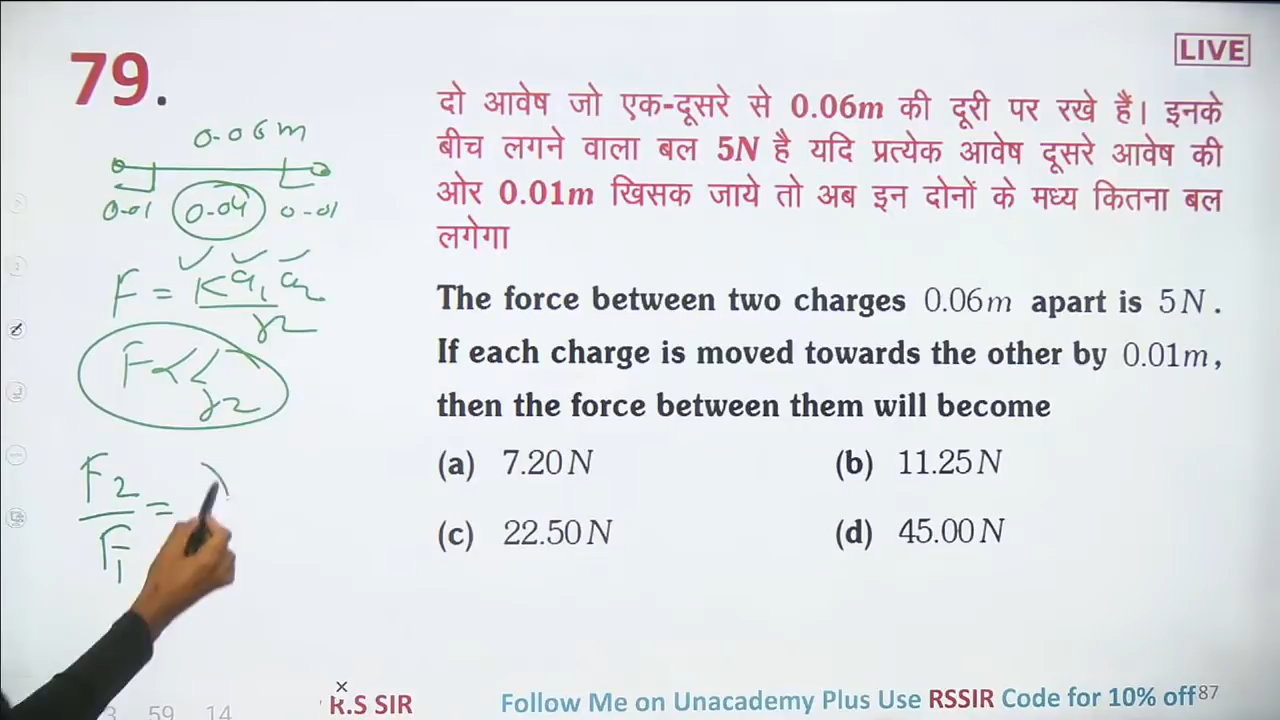 79.
LIVE
दो आवेष जो एक-दूसरे से 0.06m की दूरी पर रखे हैं। इनके
बीच लगने वाला बल 5N है यदि प्रत्येक आवेष दूसरे आवेष की
ओर 0.01m खिसक जाये तो अब इन दोनों के मध्य कितना बल
लगेगा
The force between two charges 0.06m apart is 5N.
If each charge is moved towards the other by 0.01m,
then the force between them will become
(a) 7.20N
(b) 11.25N
(c) 22.50N
(d) 45.00N
0.06m
0.01 0.04 0.01
F = Kq1q2
r2
F2
F1
=
59 14
R.S SIR
Follow Me on Unacademy Plus Use RSSIR Code for 10% off
87